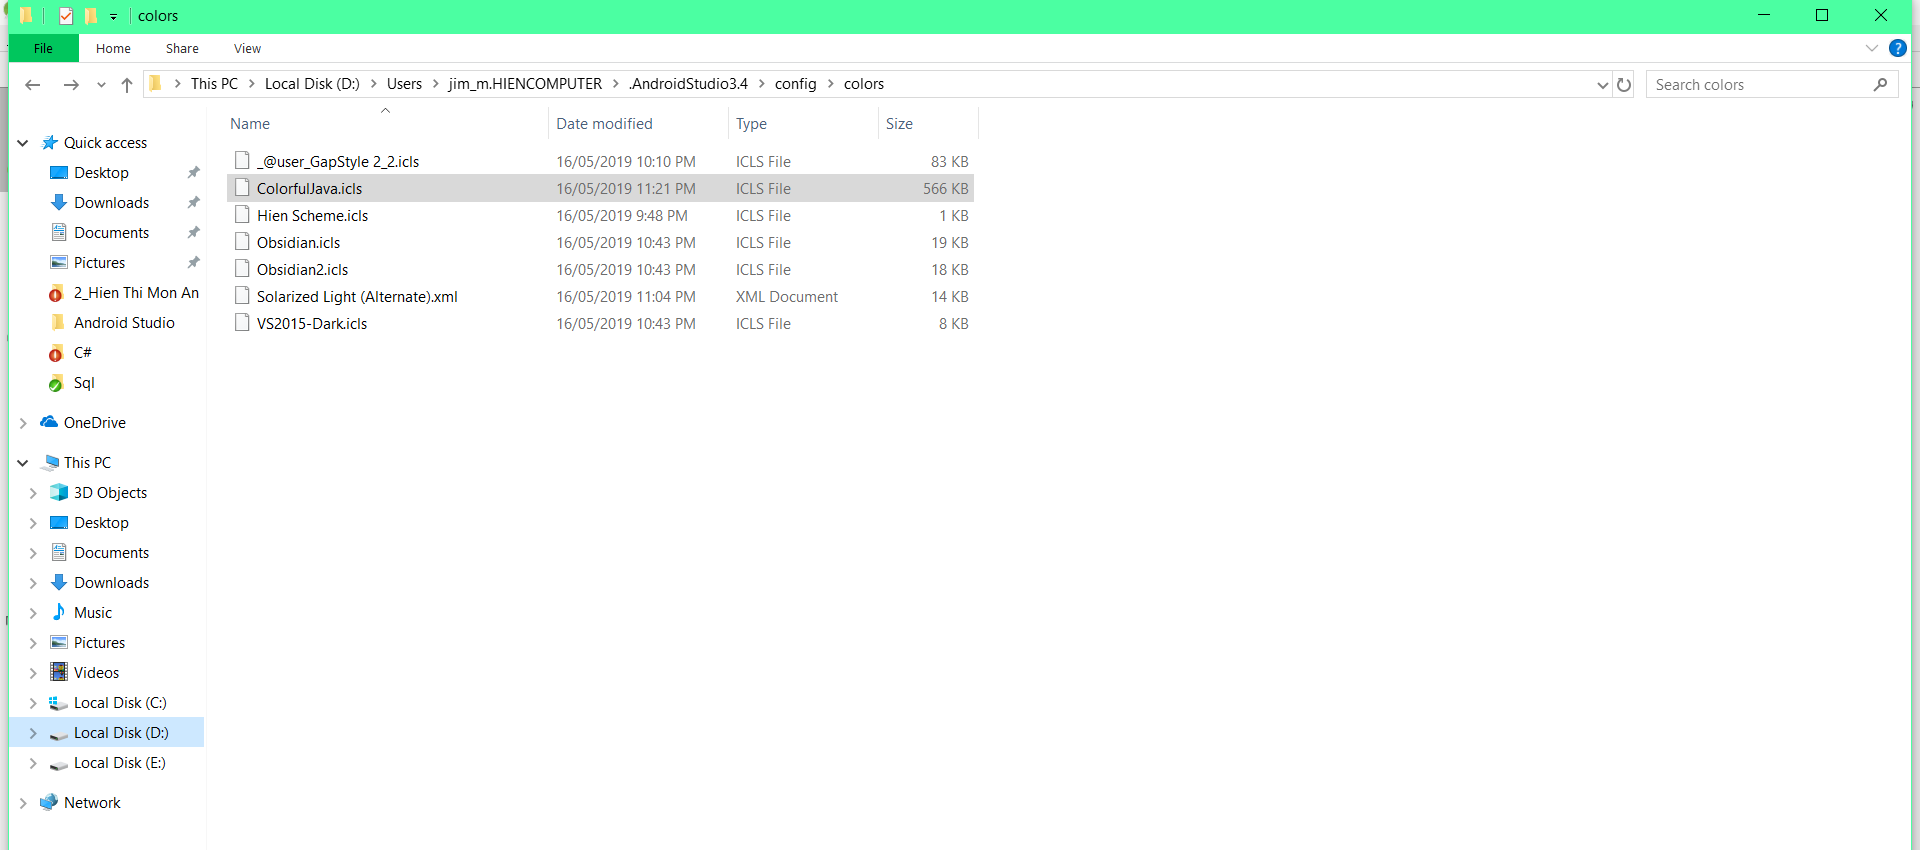 colors
File Home Share View
This PC Local Disk (D:) Users jim_m.HIENCOMPUTER .AndroidStudio3.4 config colors
Search colors
Name Date modified Type Size
_@user_GapStyle 2_2.icls 16/05/2019 10:10 PM ICLS File 83 KB
ColorfulJava.icls 16/05/2019 11:21 PM ICLS File 566 KB
Hien Scheme.icls 16/05/2019 9:48 PM ICLS File 1 KB
Obsidian.icls 16/05/2019 10:43 PM ICLS File 19 KB
Obsidian2.icls 16/05/2019 10:43 PM ICLS File 18 KB
Solarized Light (Alternate).xml 16/05/2019 11:04 PM XML Document 14 KB
VS2015-Dark.icls 16/05/2019 10:43 PM ICLS File 8 KB
Quick access
Desktop
Downloads
Documents
Pictures
2_Hien Thi Mon An
Android Studio
C#
Sql
OneDrive
This PC
3D Objects
Desktop
Documents
Downloads
Music
Pictures
Videos
Local Disk (C:)
Local Disk (D:)
Local Disk (E:)
Network